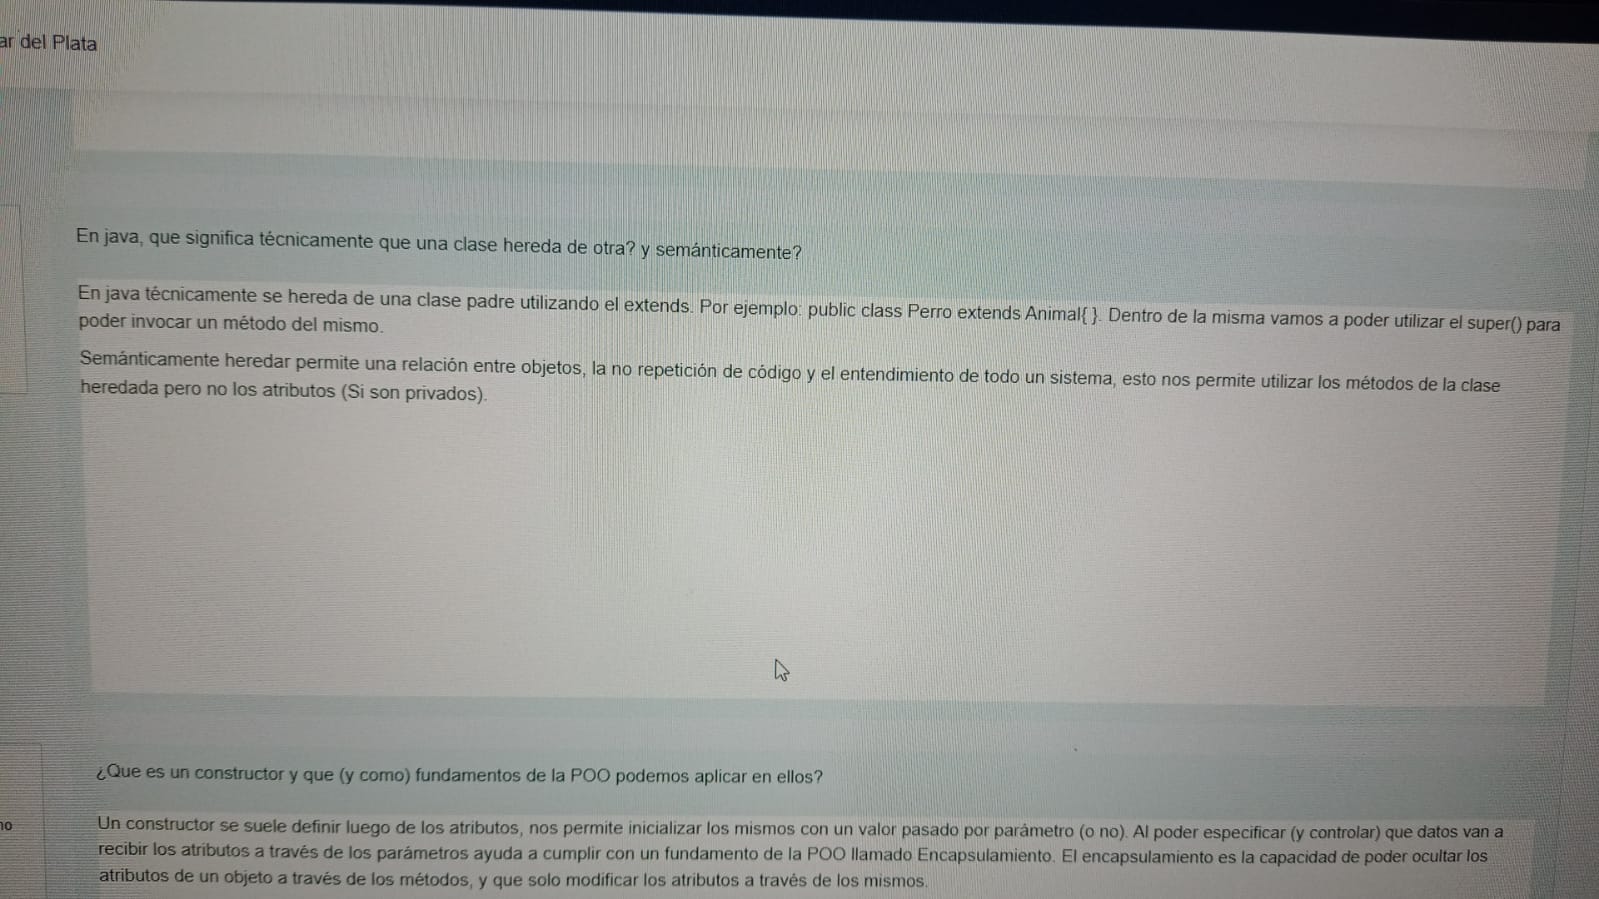 ar del Plata
En java, que significa técnicamente que una clase hereda de otra? y semánticamente?
En java técnicamente se hereda de una clase padre utilizando el extends. Por ejemplo: public class Perro extends Animal{ }. Dentro de la misma vamos a poder utilizar el super() para
poder invocar un método del mismo.
Semánticamente heredar permite una relación entre objetos, la no repetición de código y el entendimiento de todo un sistema, esto nos permite utilizar los métodos de la clase
heredada pero no los atributos (Si son privados).
¿Que es un constructor y que (y como) fundamentos de la POO podemos aplicar en ellos?
no
Un constructor se suele definir luego de los atributos, nos permite inicializar los mismos con un valor pasado por parámetro (o no). Al poder especificar (y controlar) que datos van a
recibir los atributos a través de los parámetros ayuda a cumplir con un fundamento de la POO llamado Encapsulamiento. El encapsulamiento es la capacidad de poder ocultar los
atributos de un objeto a través de los métodos, y que solo modificar los atributos a través de los mismos.